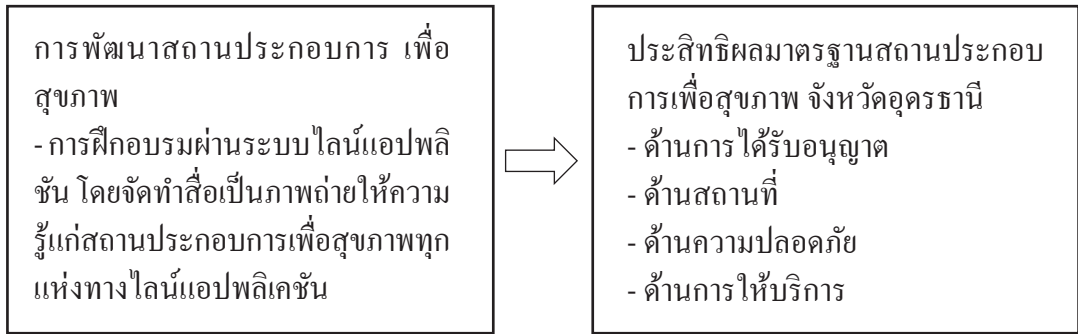 การพัฒนาสถานประกอบการ เพื่อ
สุขภาพ
- การฝึกอบรมผ่านระบบไลน์แอปพลิ
ชัน โดยจัดทำสื่อเป็นภาพถ่ายให้ความ
รู้แก่สถานประกอบการเพื่อสุขภาพทุก
แห่งทางไลน์แอปพลิเคชัน
ประสิทธิผลมาตรฐานสถานประกอบ
การเพื่อสุขภาพ จังหวัดอุดรธานี
- ด้านการได้รับอนุญาต
- ด้านสถานที่
- ด้านความปลอดภัย
- ด้านการให้บริการ